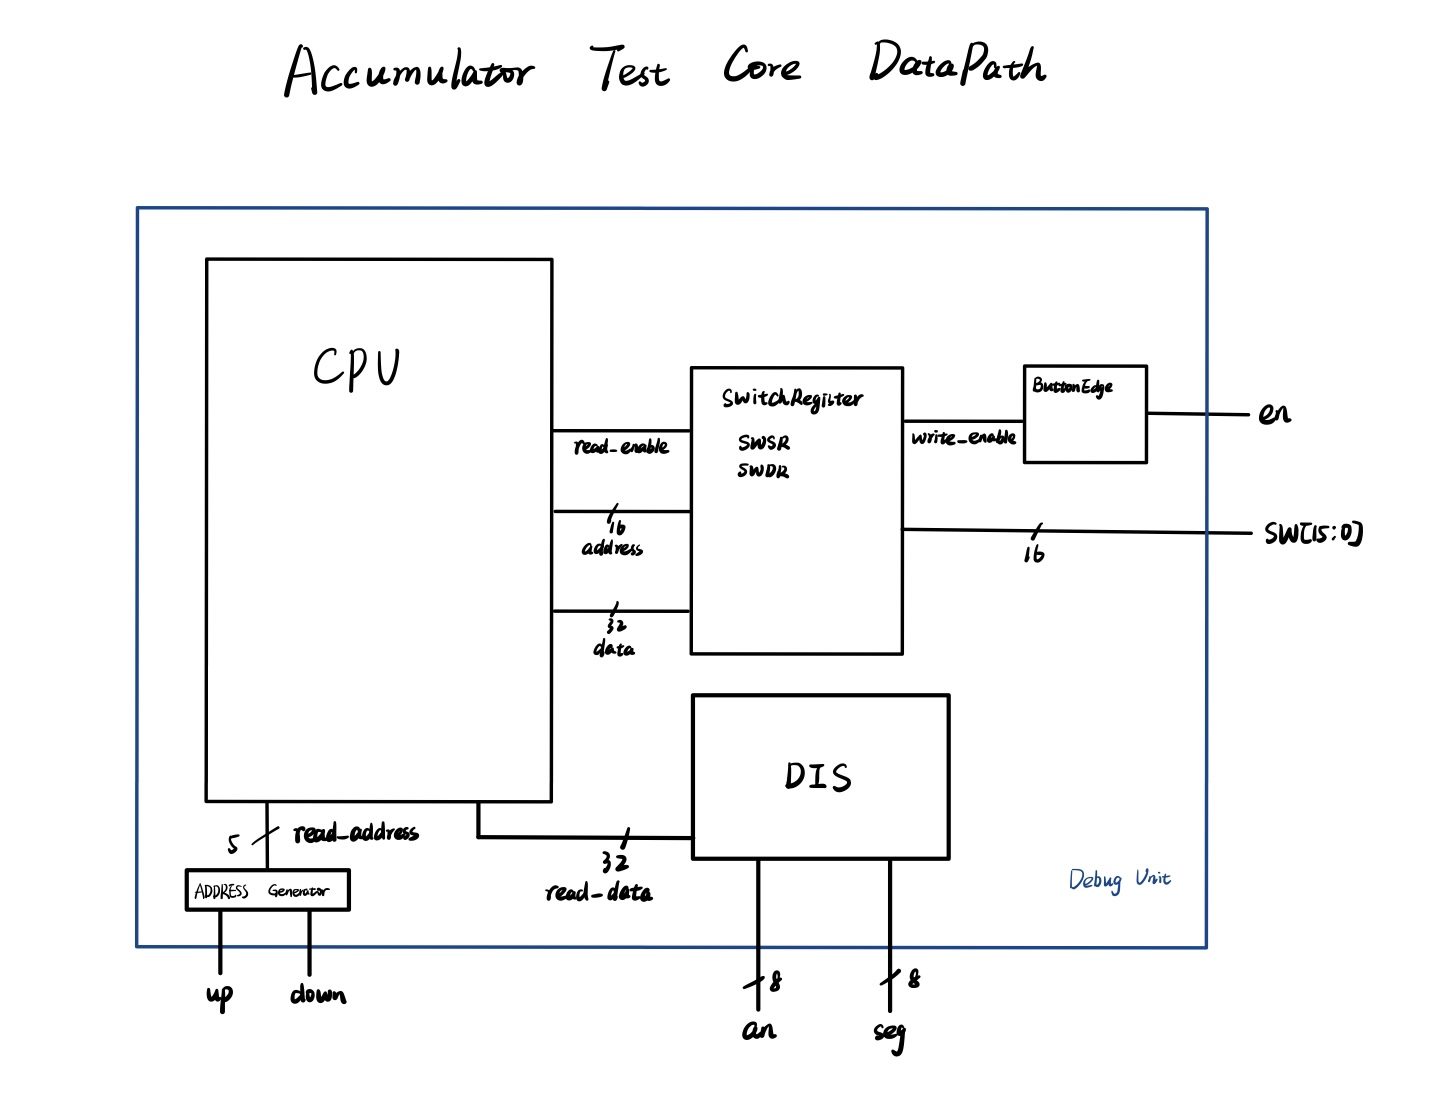 Accumulator Test Core DataPath
CPU
SwitchRegister
SWSR
SWDR
ButtonEdge
en
read_enable
write_enable
16
address
SW[15:0]
16
32
data
DIS
5
read_address
32
read_data
ADDRESS Generator
Debug Unit
up
down
8
8
an
seg